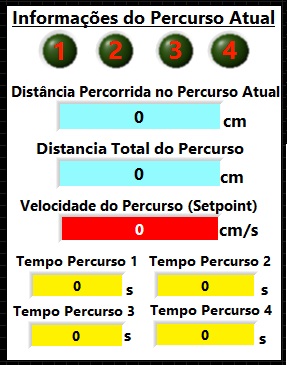 Informações do Percurso Atual
1 2 3 4
Distância Percorrida no Percurso Atual
0 cm
Distancia Total do Percurso
0 cm
Velocidade do Percurso (Setpoint)
0 cm/s
Tempo Percurso 1 Tempo Percurso 2
0 s 0 s
Tempo Percurso 3 Tempo Percurso 4
0 s 0 s